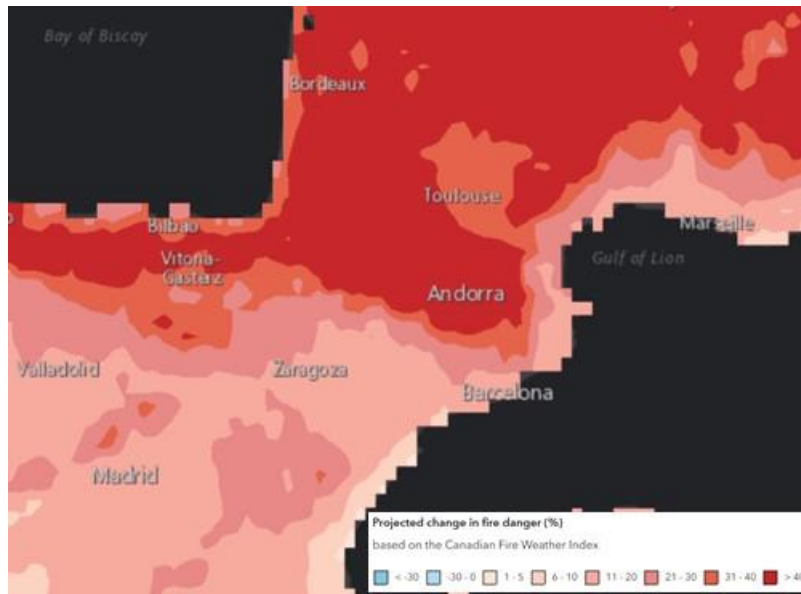 Bay of Biscay
Bordeaux
Toulouse
Bilbao
Marseille
Vitoria-
Gasteiz
Gulf of Lion
Andorra
Valladolid
Zaragoza
Barcelona
Madrid
Projected change in fire danger (%)
based on the Canadian Fire Weather Index
< -30 -30 - 0 1 - 5 6 - 10 11 - 20 21 - 30 31 - 40 > 40